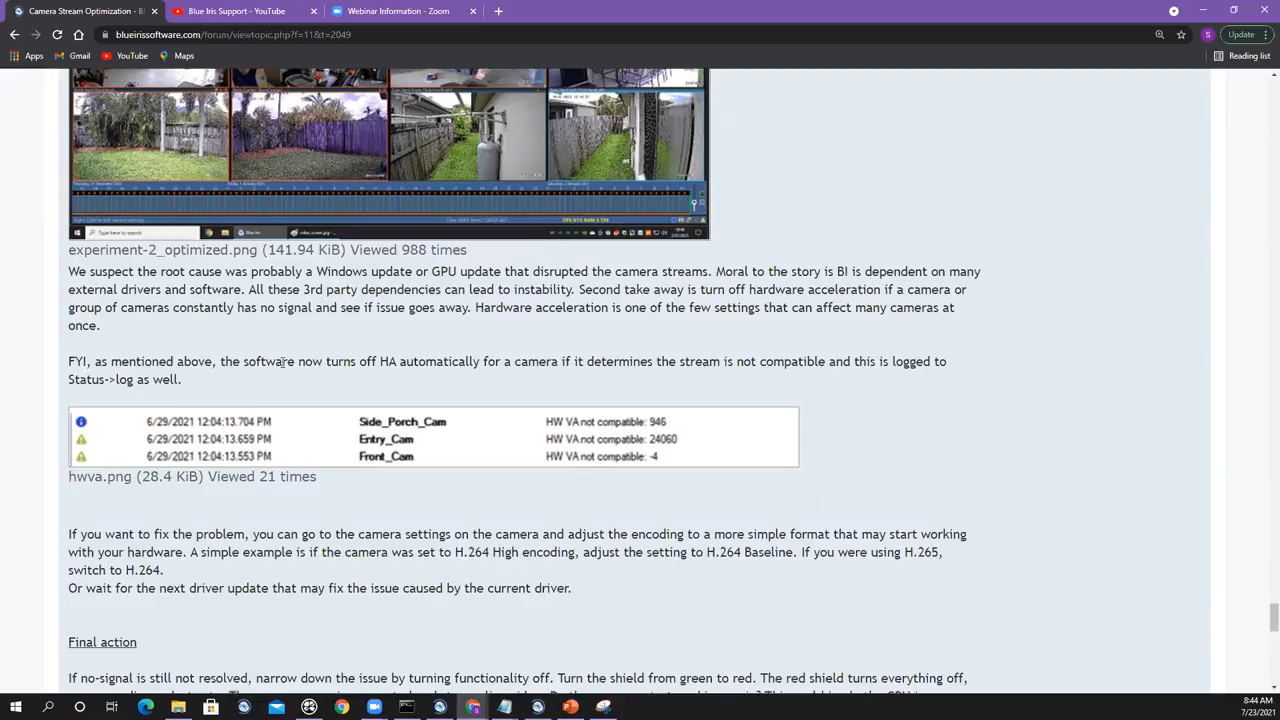 Camera Stream Optimization - Bl
Blue Iris Support - YouTube
Webinar Information - Zoom
blueirissoftware.com/forum/viewtopic.php?f=11&t=2049
S
Update
Apps
Gmail
YouTube
Maps
Reading list
Type here to search
experiment-2_optimized.png (141.94 KiB) Viewed 988 times
We suspect the root cause was probably a Windows update or GPU update that disrupted the camera streams. Moral to the story is BI is dependent on many
external drivers and software. All these 3rd party dependencies can lead to instability. Second take away is turn off hardware acceleration if a camera or
group of cameras constantly has no signal and see if issue goes away. Hardware acceleration is one of the few settings that can affect many cameras at
once.
FYI, as mentioned above, the software now turns off HA automatically for a camera if it determines the stream is not compatible and this is logged to
Status->log as well.
6/29/2021 12:04:13.704 PM Side_Porch_Cam HW VA not compatible: 946
6/29/2021 12:04:13.659 PM Entry_Cam HW VA not compatible: 24060
6/29/2021 12:04:13.553 PM Front_Cam HW VA not compatible: -4
hwva.png (28.4 KiB) Viewed 21 times
If you want to fix the problem, you can go to the camera settings on the camera and adjust the encoding to a more simple format that may start working
with your hardware. A simple example is if the camera was set to H.264 High encoding, adjust the setting to H.264 Baseline. If you were using H.265,
switch to H.264.
Or wait for the next driver update that may fix the issue caused by the current driver.
Final action
If no-signal is still not resolved, narrow down the issue by turning functionality off. Turn the shield from green to red. The red shield turns everything off,
8:44 AM
7/23/2021